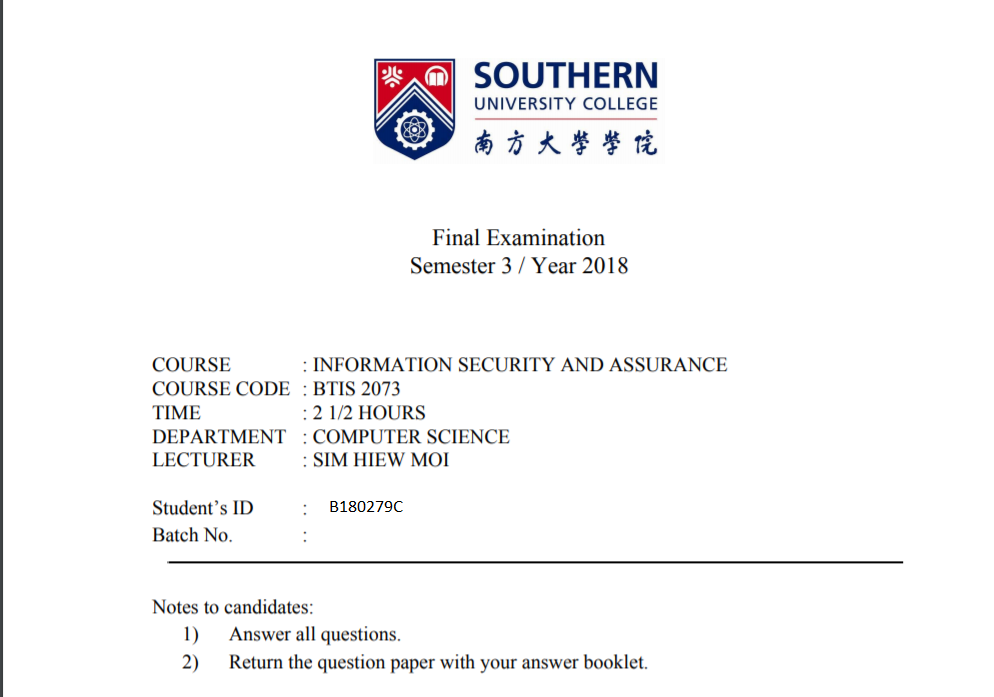 SOUTHERN
UNIVERSITY COLLEGE
南方大學學院
Final Examination
Semester 3 / Year 2018
COURSE : INFORMATION SECURITY AND ASSURANCE
COURSE CODE : BTIS 2073
TIME : 2 1/2 HOURS
DEPARTMENT : COMPUTER SCIENCE
LECTURER : SIM HIEW MOI
Student’s ID : B180279C
Batch No. :
Notes to candidates:
1) Answer all questions.
2) Return the question paper with your answer booklet.